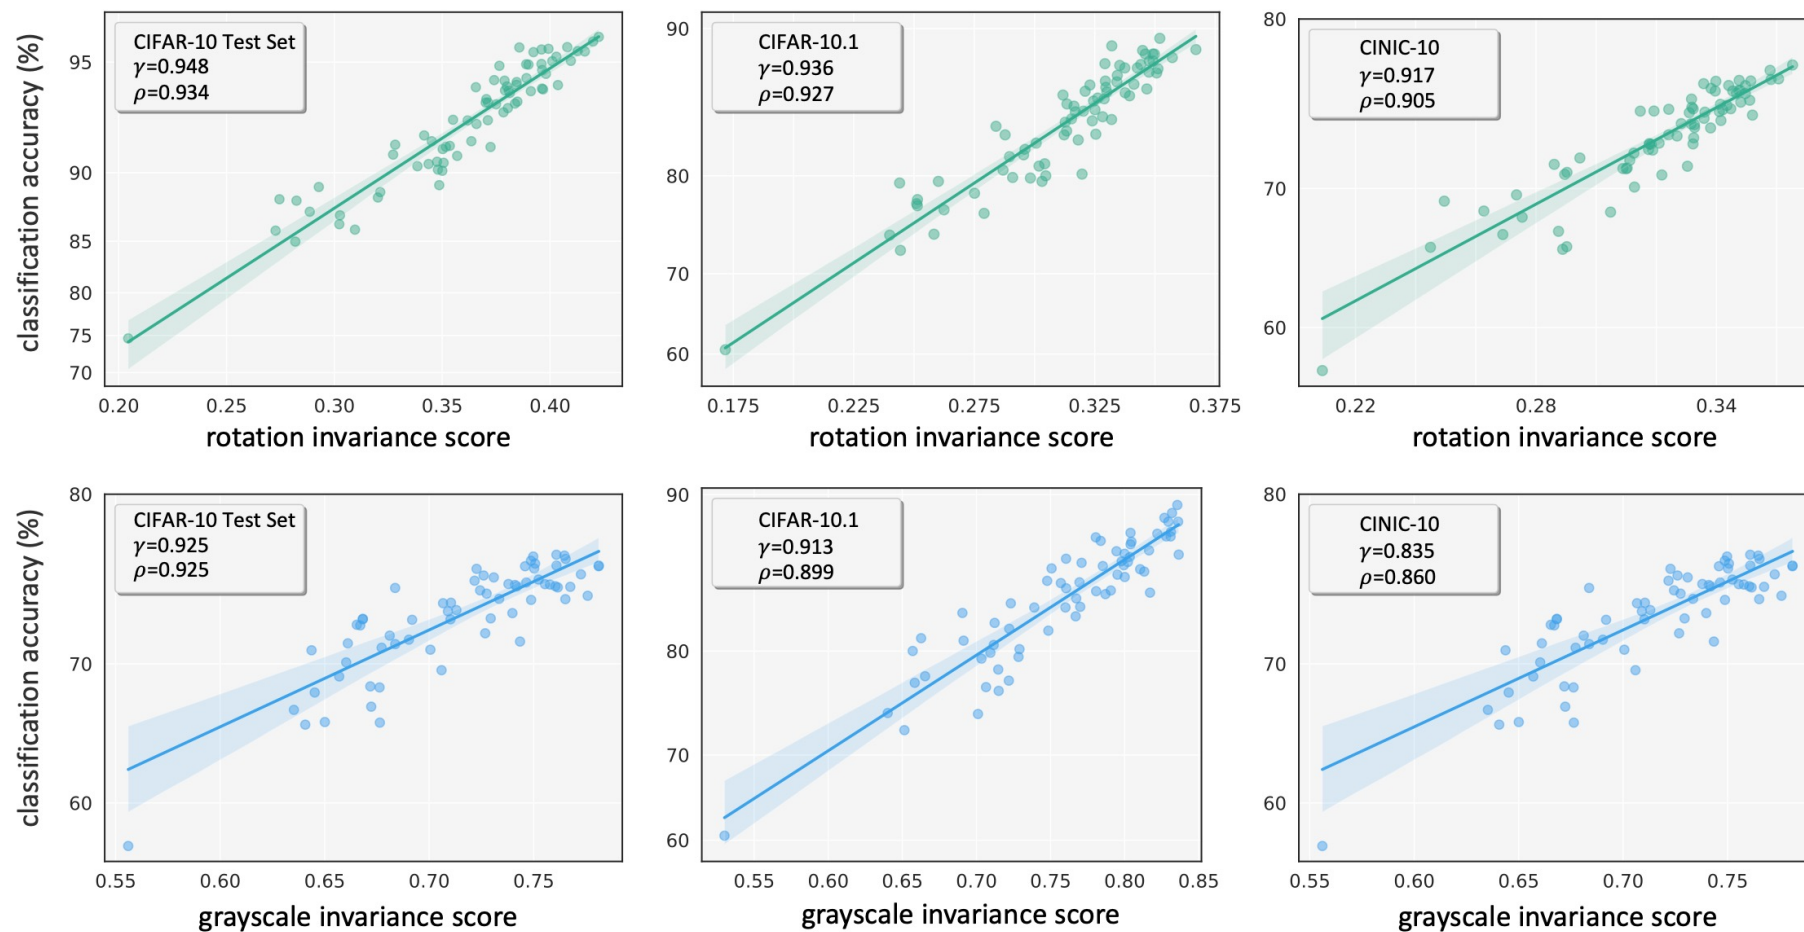 classification accuracy (%)
95
90
85
80
75
70
CIFAR-10 Test Set
γ=0.948
ρ=0.934
0.20 0.25 0.30 0.35 0.40
rotation invariance score
90
80
70
60
CIFAR-10.1
γ=0.936
ρ=0.927
0.175 0.225 0.275 0.325 0.375
rotation invariance score
80
70
60
CINIC-10
γ=0.917
ρ=0.905
0.22 0.28 0.34
rotation invariance score
classification accuracy (%)
80
70
60
CIFAR-10 Test Set
γ=0.925
ρ=0.925
0.55 0.60 0.65 0.70 0.75
grayscale invariance score
90
80
70
60
CIFAR-10.1
γ=0.913
ρ=0.899
0.55 0.60 0.65 0.70 0.75 0.80 0.85
grayscale invariance score
80
70
60
CINIC-10
γ=0.835
ρ=0.860
0.55 0.60 0.65 0.70 0.75
grayscale invariance score